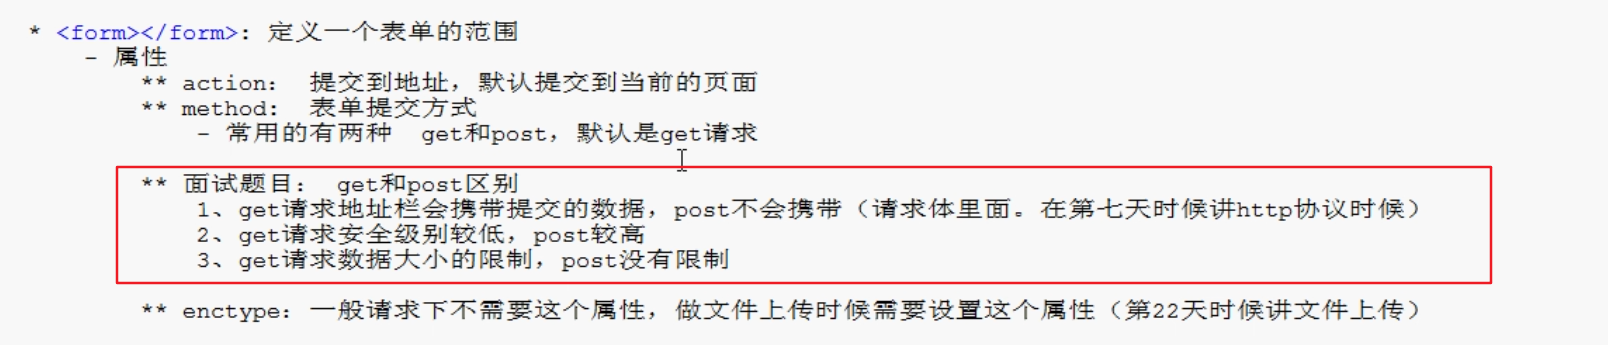 * <form></form>: 定义一个表单的范围
- 属性
** action: 提交到地址，默认提交到当前的页面
** method: 表单提交方式
- 常用的有两种 get和post，默认是get请求
** 面试题目： get和post区别
1、get请求地址栏会携带提交的数据，post不会携带（请求体里面。在第七天时候讲http协议时候）
2、get请求安全级别较低，post较高
3、get请求数据大小的限制，post没有限制
** enctype：一般请求下不需要这个属性，做文件上传时候需要设置这个属性（第22天时候讲文件上传）